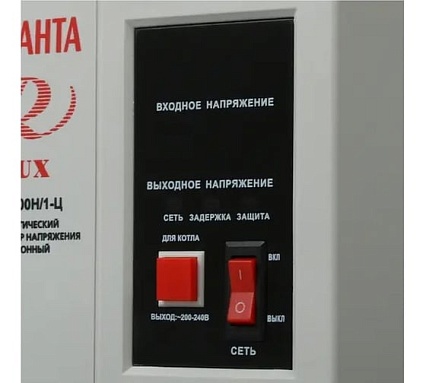 АНТА
R
UX
00Н/1-Ц
ВХОДНОЕ НАПРЯЖЕНИЕ
ВЫХОДНОЕ НАПРЯЖЕНИЕ
СЕТЬ ЗАДЕРЖКА ЗАЩИТА
ТИЧЕСКИЙ
Р НАПРЯЖЕНИЯ
ОННЫЙ
ДЛЯ КОТЛА
ВКЛ
I
O
ВЫХОД:~200-240В
ВЫКЛ
СЕТЬ